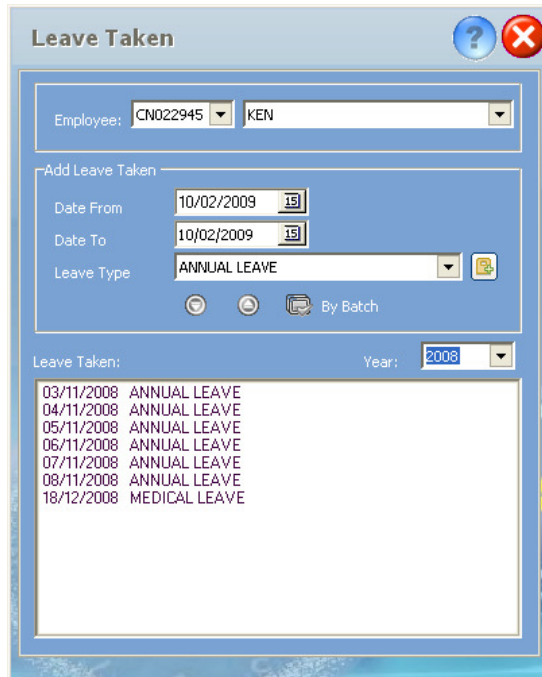 Leave Taken
?
Employee: CN022945 KEN
Add Leave Taken
Date From 10/02/2009 15
Date To 10/02/2009 15
Leave Type ANNUAL LEAVE
By Batch
Leave Taken: Year: 2008
03/11/2008 ANNUAL LEAVE
04/11/2008 ANNUAL LEAVE
05/11/2008 ANNUAL LEAVE
06/11/2008 ANNUAL LEAVE
07/11/2008 ANNUAL LEAVE
08/11/2008 ANNUAL LEAVE
18/12/2008 MEDICAL LEAVE